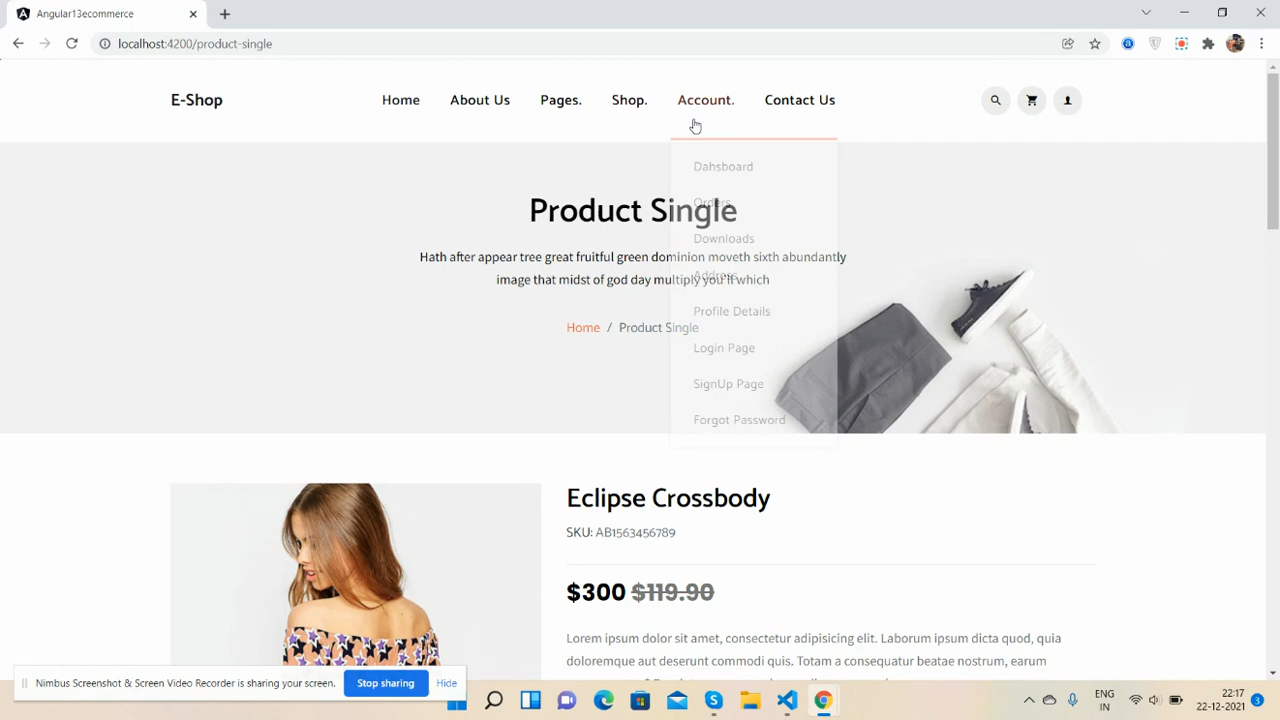 Angular13ecommerce
localhost:4200/product-single
E-Shop
Home
About Us
Pages.
Shop.
Account.
Contact Us
Dahsboard
Orders
Downloads
Address
Profile Details
Login Page
SignUp Page
Forgot Password
Product Single
Hath after appear tree great fruitful green dominion moveth sixth abundantly
image that midst of god day multiply you'll which
Home / Product Single
Eclipse Crossbody
SKU: AB1563456789
$300 $119.90
Lorem ipsum dolor sit amet, consectetur adipisicing elit. Laborum ipsum dicta quod, quia
doloremque aut deserunt commodi quis. Totam a consequatur beatae nostrum, earum
Nimbus Screenshot & Screen Video Recorder is sharing your screen.
Stop sharing
Hide
ENG
IN
22:17
22-12-2021
3